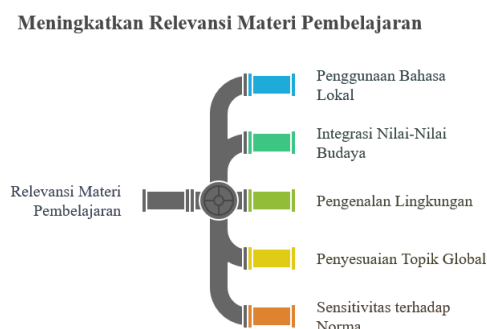 Meningkatkan Relevansi Materi Pembelajaran
Penggunaan Bahasa
Lokal
Integrasi Nilai-Nilai
Budaya
Relevansi Materi
Pembelajaran
Pengenalan Lingkungan
Penyesuaian Topik Global
Sensitivitas terhadap
Norma